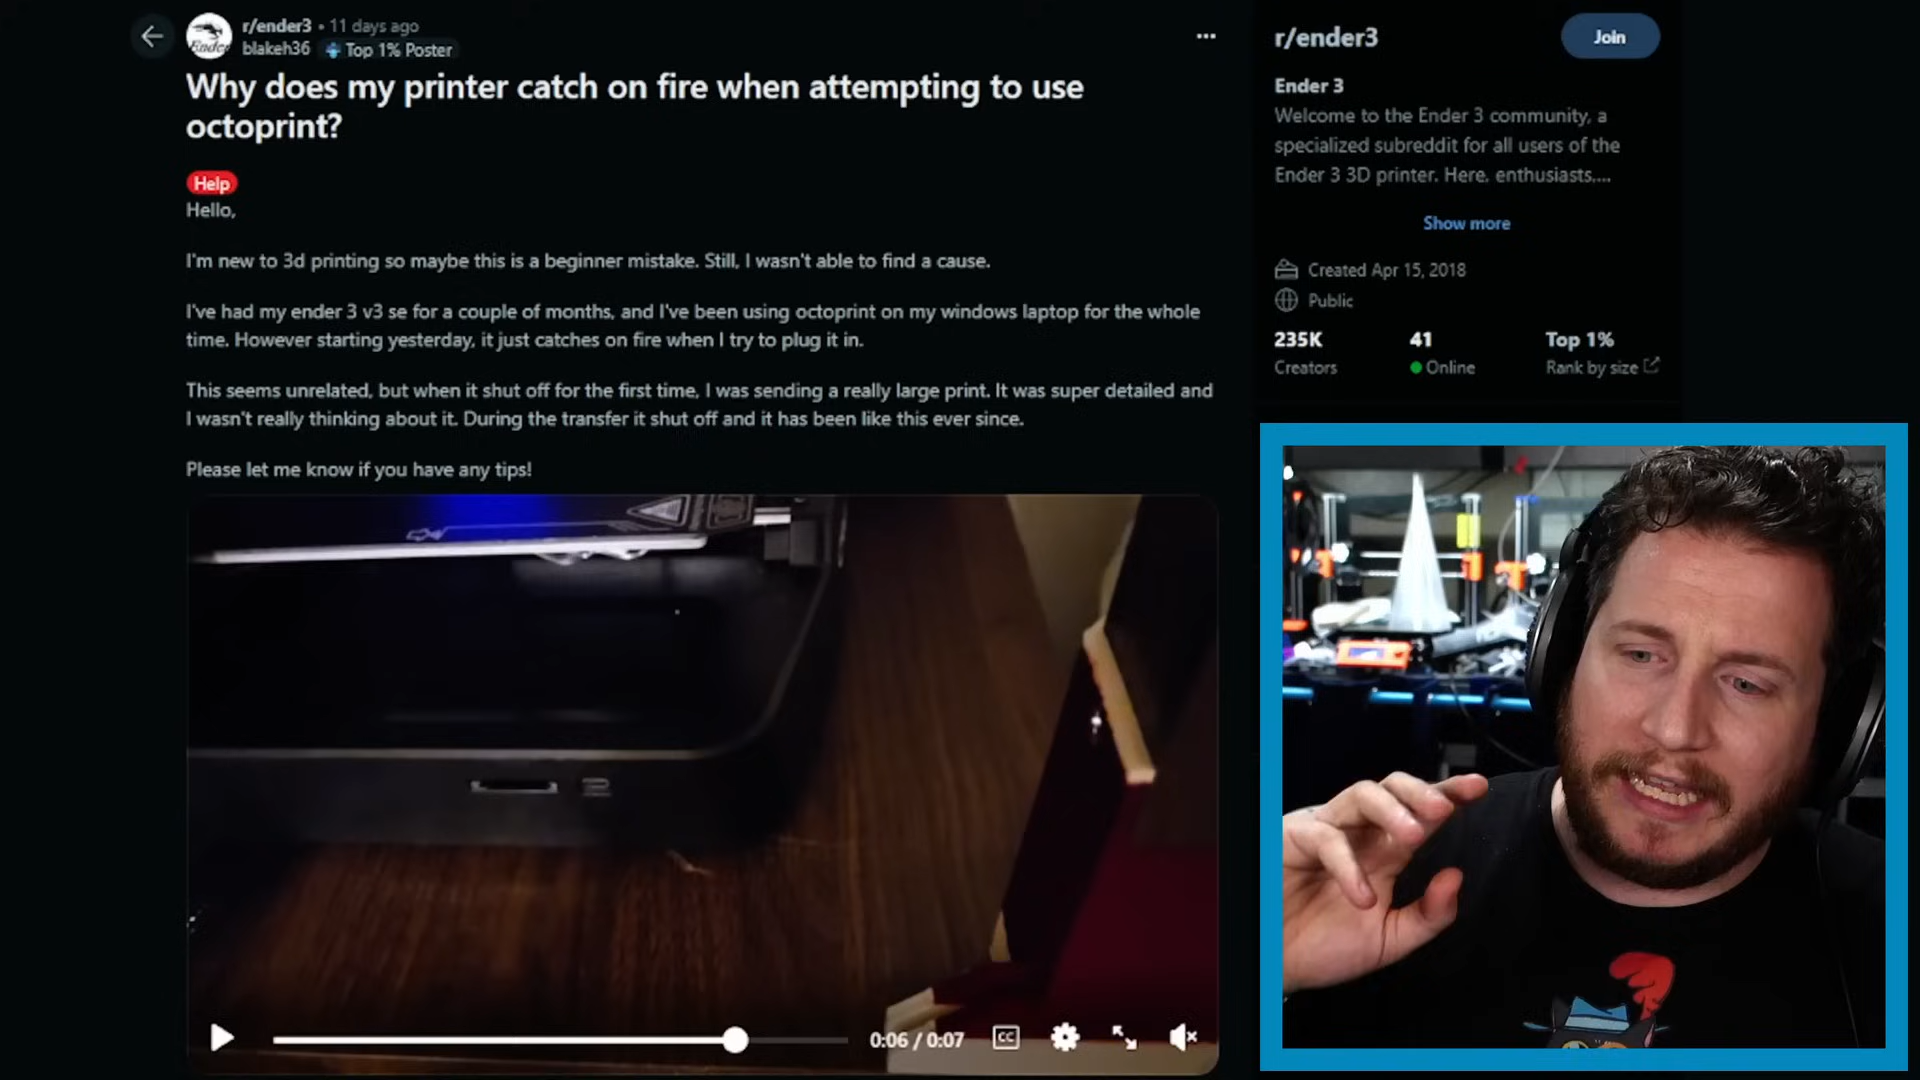 r/ender3 • 11 days ago
blakeh36 Top 1% Poster
Why does my printer catch on fire when attempting to use
octoprint?
Help
Hello,
I'm new to 3d printing so maybe this is a beginner mistake. Still, I wasn't able to find a cause.
I've had my ender 3 v3 se for a couple of months, and I've been using octoprint on my windows laptop for the whole
time. However starting yesterday, it just catches on fire when I try to plug it in.
This seems unrelated, but when it shut off for the first time, I was sending a really large print. It was super detailed and
I wasn't really thinking about it. During the transfer it shut off and it has been like this ever since.
Please let me know if you have any tips!
0:06 / 0:07
CC
r/ender3
Join
Ender 3
Welcome to the Ender 3 community, a
specialized subreddit for all users of the
Ender 3 3D printer. Here, enthusiasts,...
Show more
Created Apr 15, 2018
Public
235K 41 Top 1%
Creators Online Rank by size